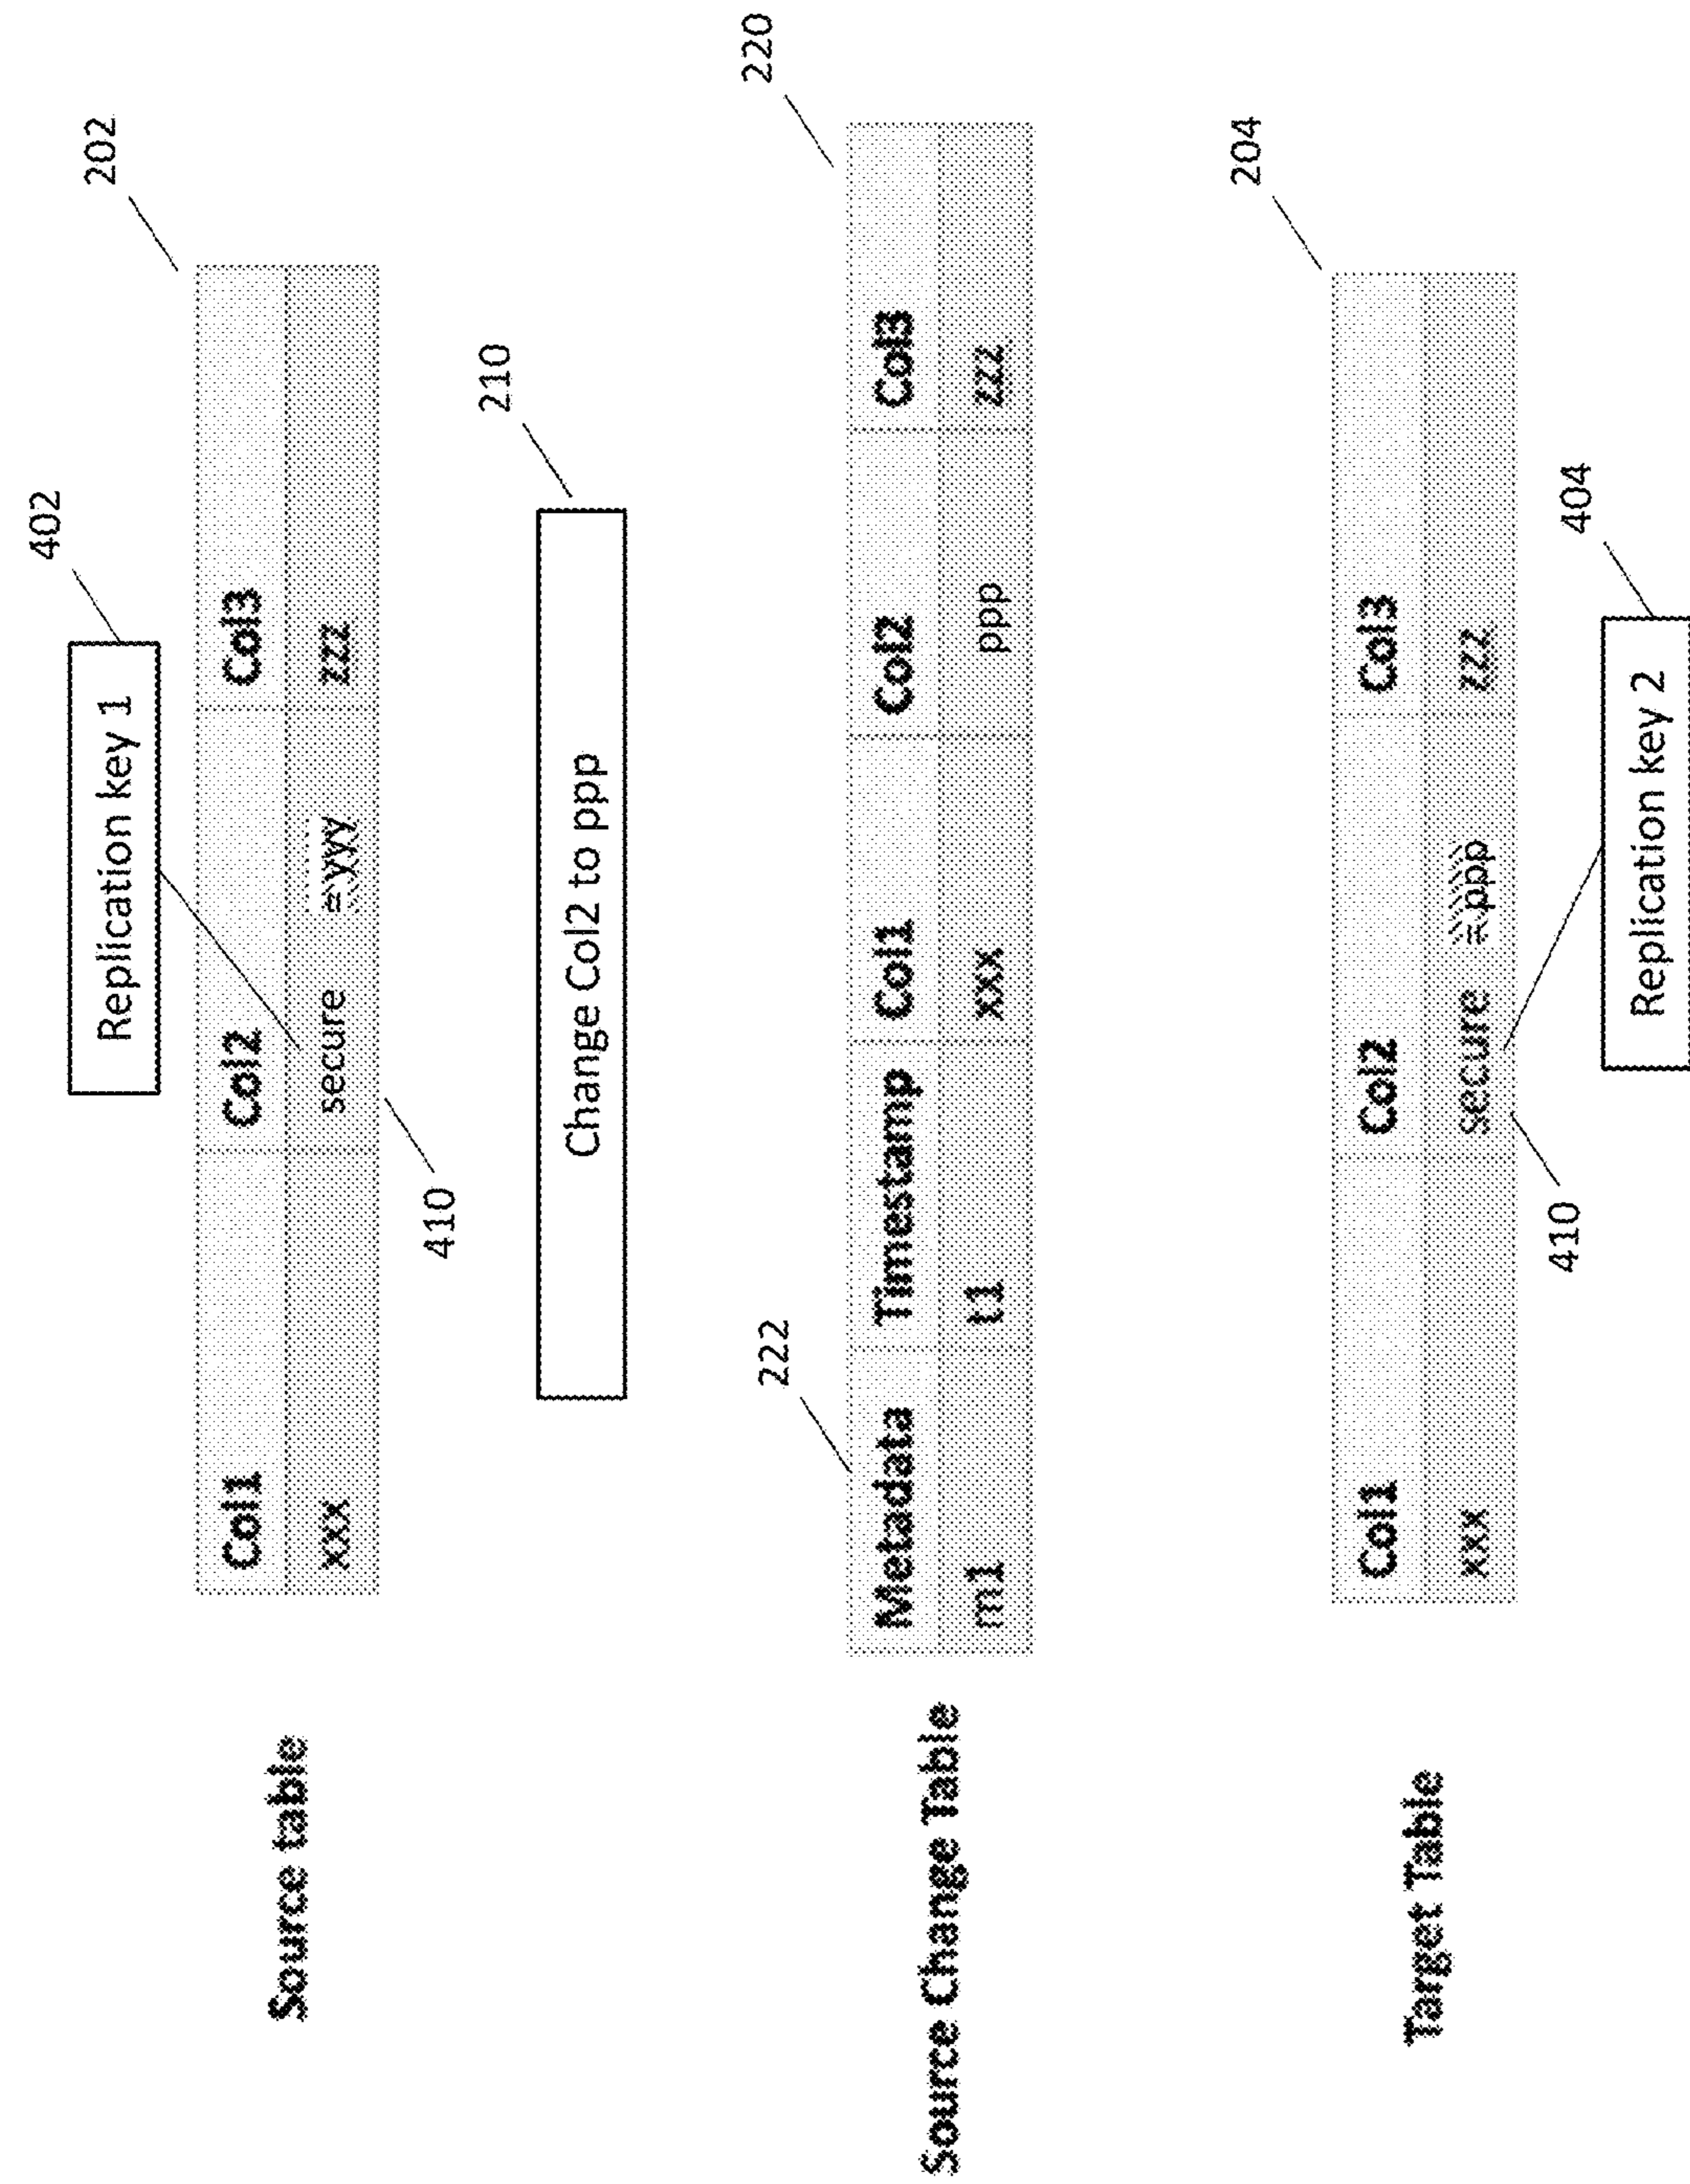 402
Replication key 1
202
Source table
Col1 Col2 Col3
xxx secure = yyy zzz
410
210
Change Col2 to ppp
222
220
Source Change Table
Metadata Timestamp Col1 Col2 Col3
m1 t1 xxx ppp zzz
204
Target Table
Col1 Col2 Col3
xxx secure = ppp zzz
410
404
Replication key 2